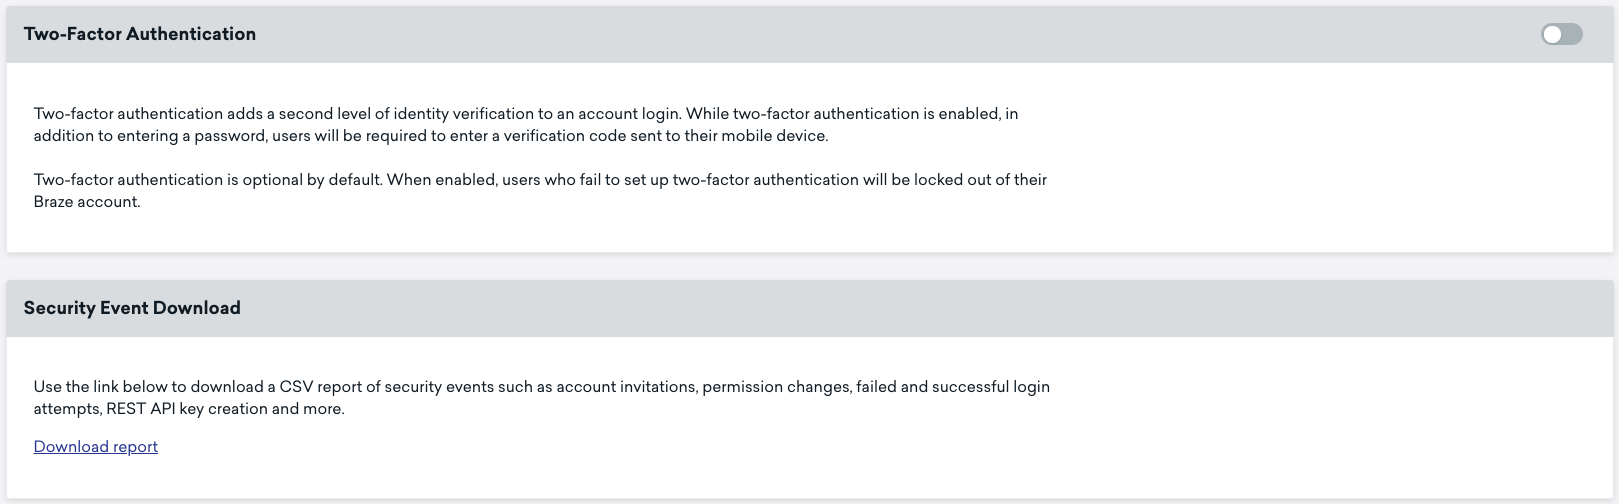 Two-Factor Authentication
Two-factor authentication adds a second level of identity verification to an account login. While two-factor authentication is enabled, in
addition to entering a password, users will be required to enter a verification code sent to their mobile device.
Two-factor authentication is optional by default. When enabled, users who fail to set up two-factor authentication will be locked out of their
Braze account.
Security Event Download
Use the link below to download a CSV report of security events such as account invitations, permission changes, failed and successful login
attempts, REST API key creation and more.
Download report